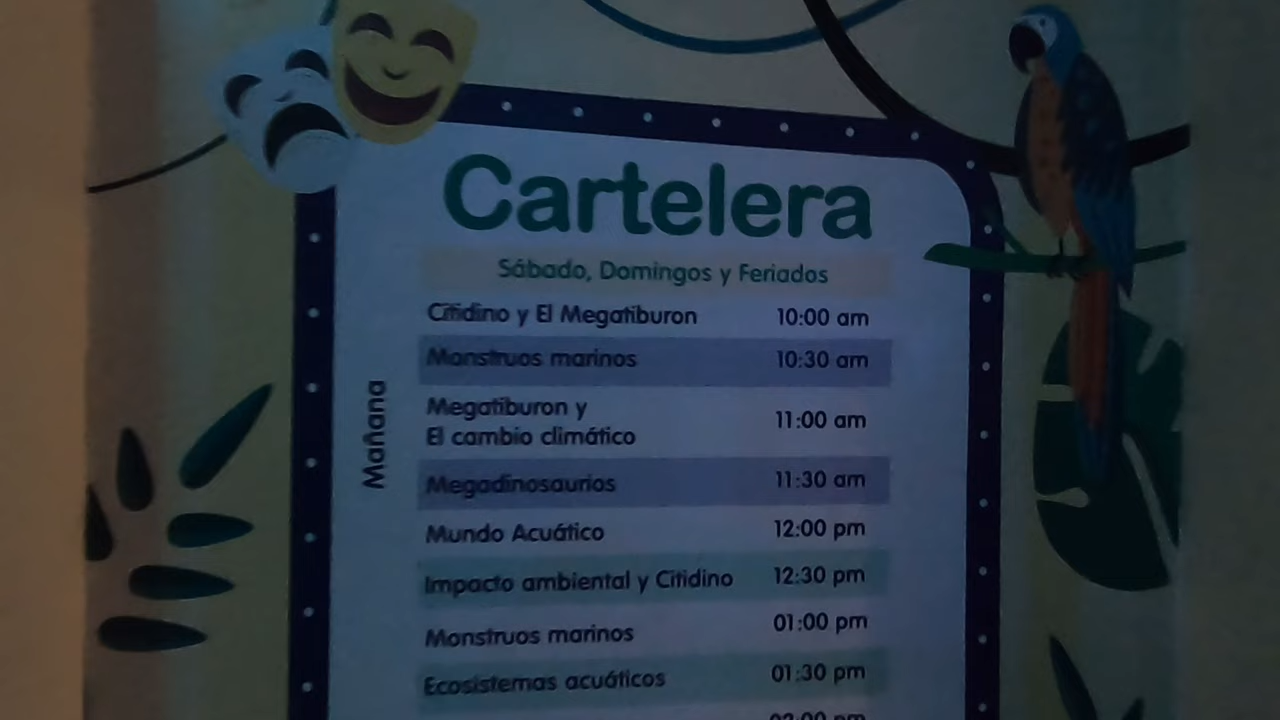 Cartelera
Sábado, Domingos y Feriados
Mañana
Citidino y El Megatiburon 10:00 am
Monstruos marinos 10:30 am
Megatiburon y
El cambio climático 11:00 am
Megadinosaurios 11:30 am
Mundo Acuático 12:00 pm
Impacto ambiental y Citidino 12:30 pm
Monstruos marinos 01:00 pm
Ecosistemas acuáticos 01:30 pm